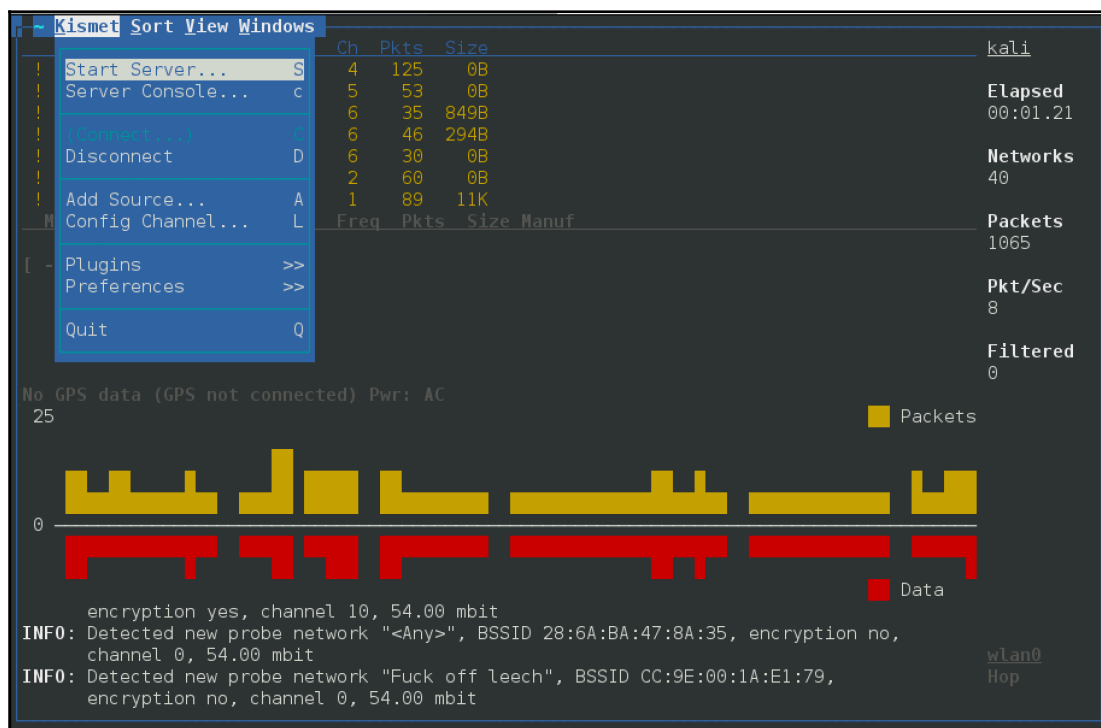 ~ Kismet Sort View Windows
Ch Pkts Size
kali
! Start Server... S 4 125 0B
! Server Console... c 5 53 0B
Elapsed
! 6 35 849B
00:01.21
! (Connect...) C 6 46 294B
! Disconnect D 6 30 0B
Networks
! 2 60 0B
40
! Add Source... A 1 89 11K
M Config Channel... L Freq Pkts Size Manuf
Packets
1065
[ - Plugins >>
Preferences >>
Pkt/Sec
8
Quit Q
Filtered
0
No GPS data (GPS not connected) Pwr: AC
25
Packets
0
Data
encryption yes, channel 10, 54.00 mbit
INFO: Detected new probe network "<Any>", BSSID 28:6A:BA:47:8A:35, encryption no,
channel 0, 54.00 mbit
wlan0
INFO: Detected new probe network "Fuck off leech", BSSID CC:9E:00:1A:E1:79,
Hop
encryption no, channel 0, 54.00 mbit